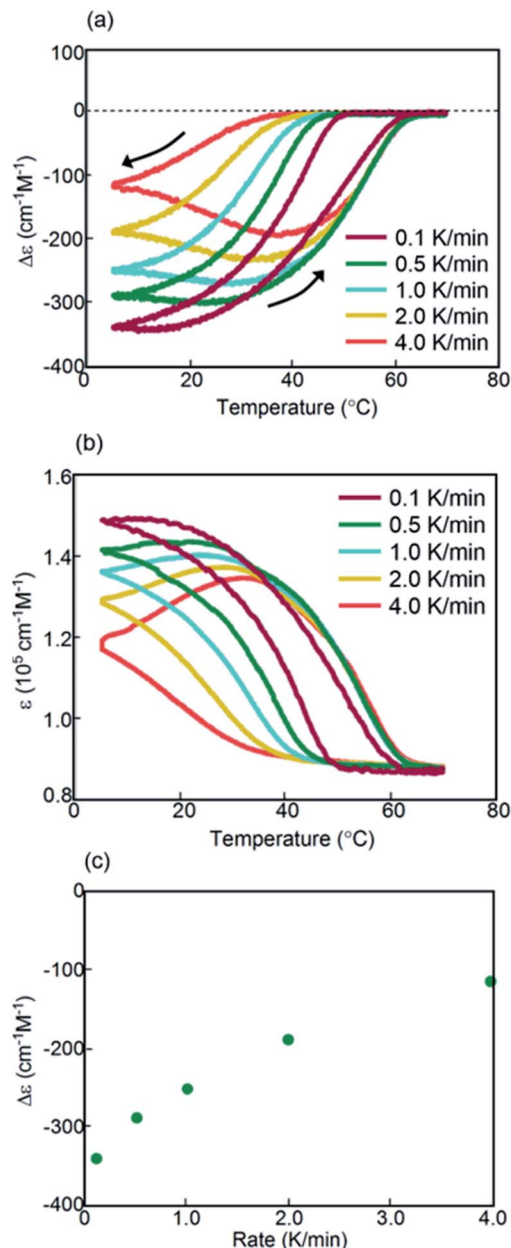 (a)
100
0
-100
-200
-300
-400
Δε (cm⁻¹M⁻¹)
0.1 K/min
0.5 K/min
1.0 K/min
2.0 K/min
4.0 K/min
0 20 40 60 80
Temperature (°C)
(b)
1.6
1.4
1.2
1.0
0.8
ε (10⁵ cm⁻¹M⁻¹)
0.1 K/min
0.5 K/min
1.0 K/min
2.0 K/min
4.0 K/min
0 20 40 60 80
Temperature (°C)
(c)
0
-100
-200
-300
-400
Δε (cm⁻¹M⁻¹)
0 1.0 2.0 3.0 4.0
Rate (K/min)